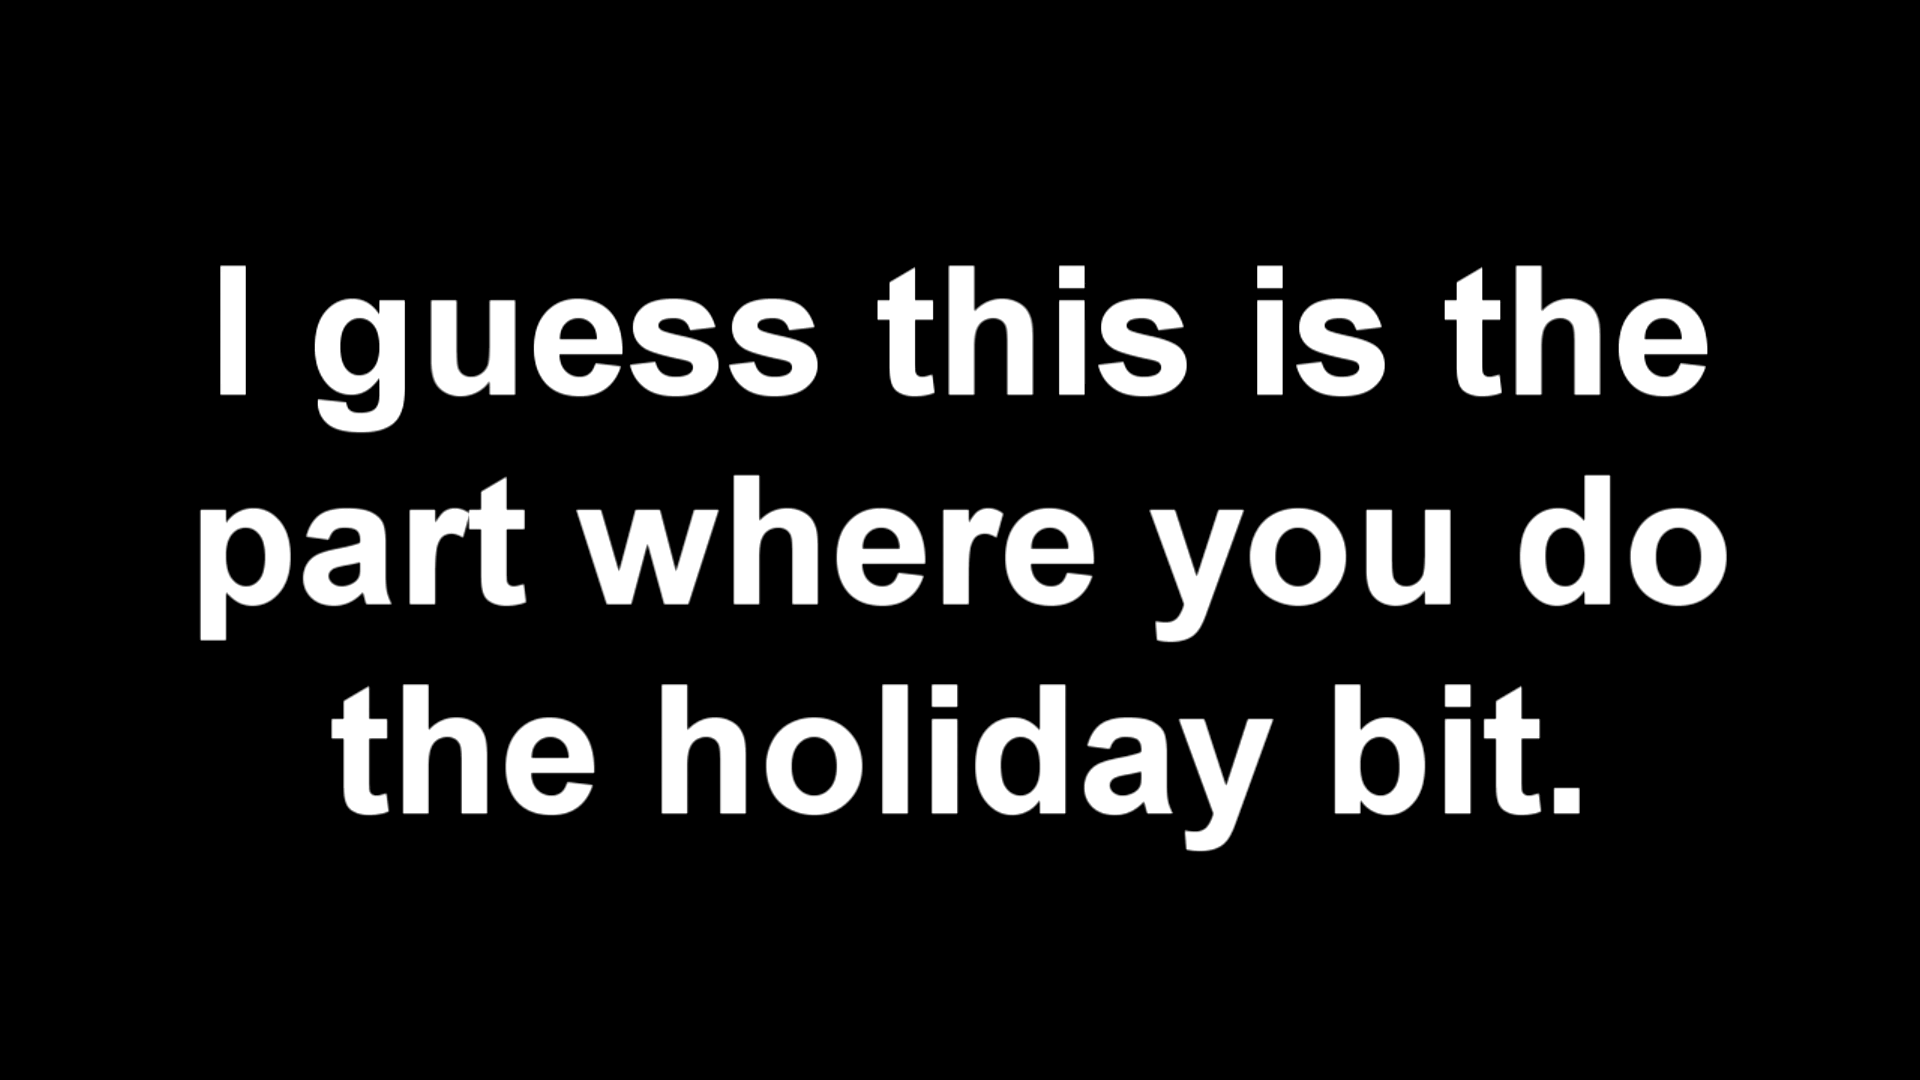 I guess this is the
part where you do
the holiday bit.